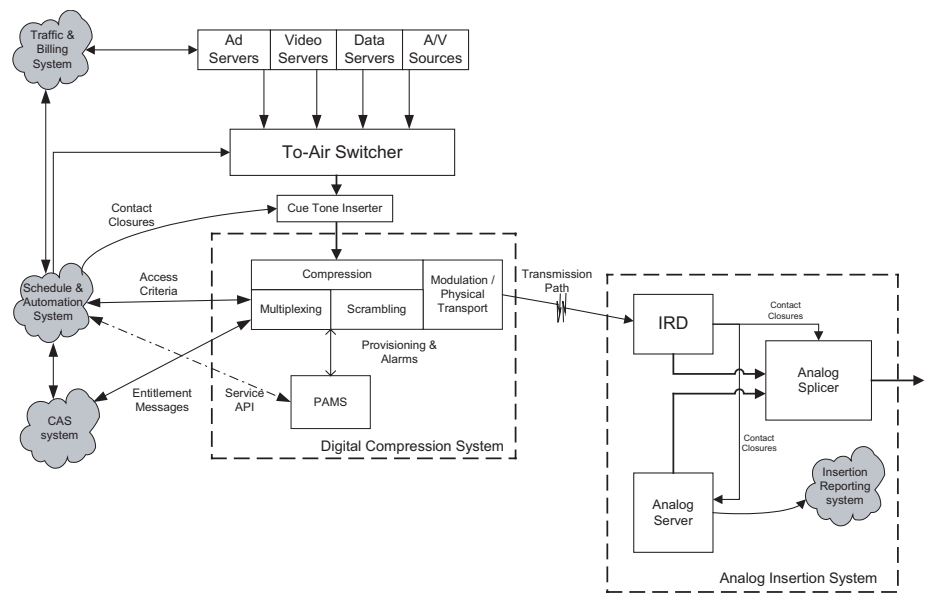 Traffic &
Billing
System
Ad
Servers
Video
Servers
Data
Servers
A/V
Sources
To-Air Switcher
Cue Tone Inserter
Contact
Closures
Compression
Multiplexing
Scrambling
Modulation /
Physical
Transport
Transmission
Path
Schedule &
Automation
System
Access
Criteria
Provisioning &
Alarms
Entitlement
Messages
Service
API
PAMS
CAS
system
Digital Compression System
IRD
Contact
Closures
Analog
Splicer
Contact
Closures
Analog
Server
Insertion
Reporting
system
Analog Insertion System